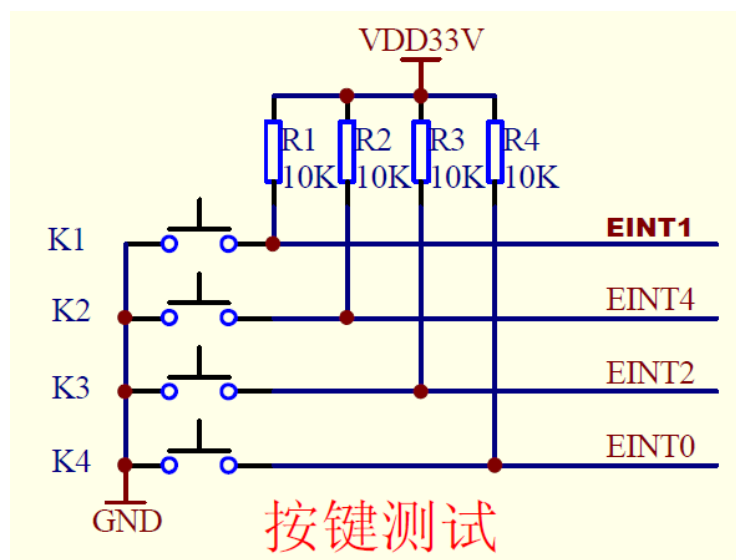 VDD33V
R1 R2 R3 R4
10K 10K 10K 10K
K1 EINT1
K2 EINT4
K3 EINT2
K4 EINT0
GND
按键测试